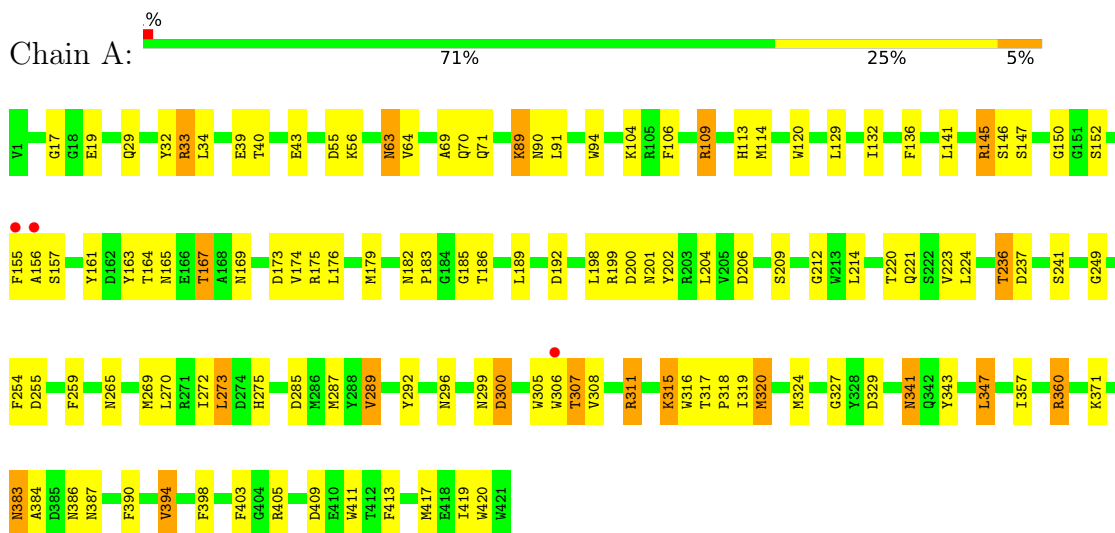 .%
Chain A:
71% 25% 5%
V1 G17 G18 E19 Q29 Y32 R33 L34 E39 T40 E43 D55 K56 N63 V64 A69 Q70 Q71 K89 N90 L91 W94 K104 R105 F106 R109 H113 M114 W120 L129 I132 F136 L141 R145 S146 S147 G150 G151 S152
F155 A156 S157 Y161 D162 Y163 T164 N165 E166 T167 A168 N169 D173 V174 R175 L176 M179 N182 P183 G184 G185 T186 L189 D192 L198 R199 D200 N201 Y202 R203 L204 V205 D206 S209 G212 W213 L214 T220 Q221 S222 V223 L224 T236 D237 S241 G249
F254 D255 F259 N265 M269 L270 R271 I272 L273 D274 H275 D285 M286 M287 Y288 V289 Y292 N296 N299 D300 W305 W306 T307 V308 R311 K315 W316 T317 P318 I319 M320 M324 G327 Y328 D329 N341 Q342 Y343 L347 I357 R360 K371
N383 A384 D385 N386 N387 F390 V394 F398 F403 G404 R405 D409 E410 W411 T412 F413 M417 E418 I419 W420 W421